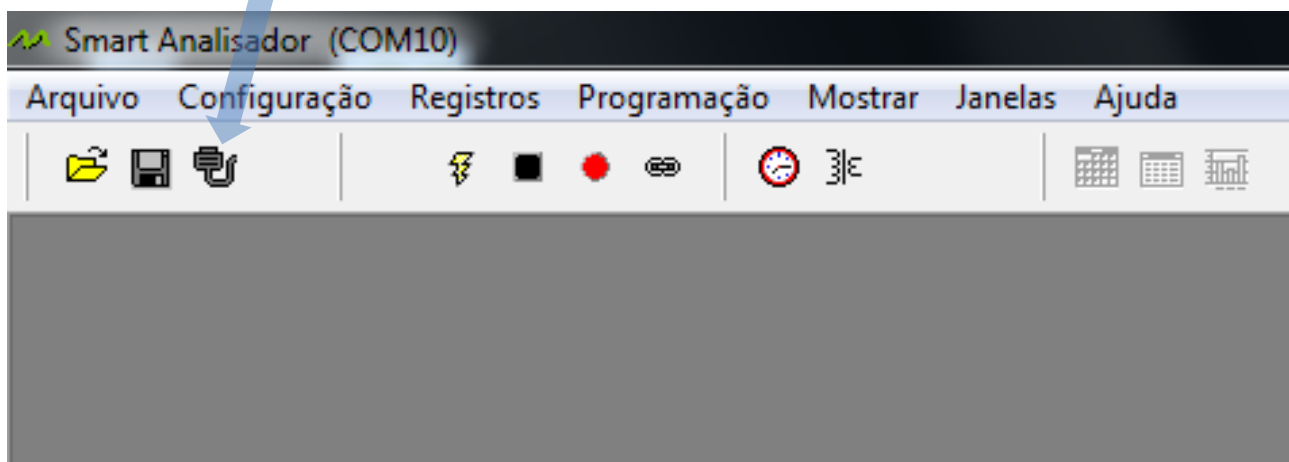 Smart Analisador (COM10)
Arquivo Configuração Registros Programação Mostrar Janelas Ajuda